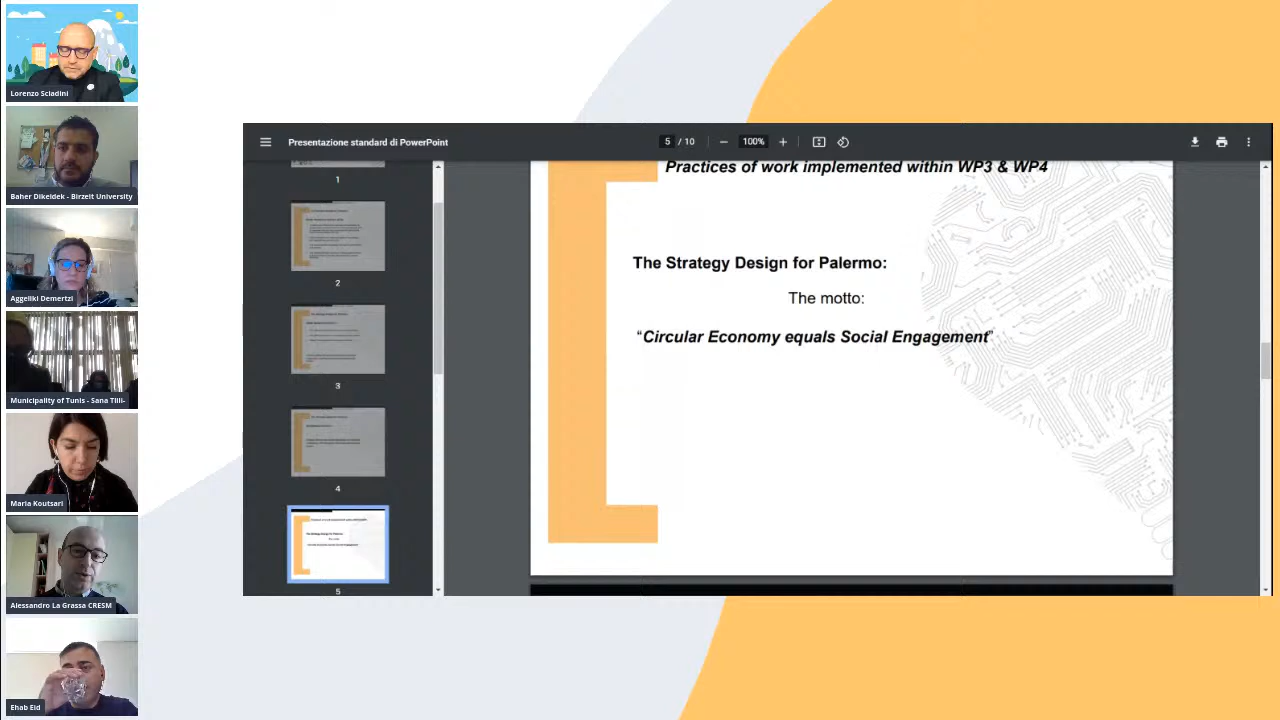 Lorenzo Sciadini
Baher Dikeidek - Birzeit University
Aggeliki Demertzi
Municipality of Tunis - Sana Tlili-
Maria Koutsari
Alessandro La Grassa CRESM
Ehab Eid
Presentazione standard di PowerPoint
5 / 10
100%
1
2
3
4
5
Practices of work implemented within WP3 & WP4
The Strategy Design for Palermo:
The motto:
“Circular Economy equals Social Engagement”